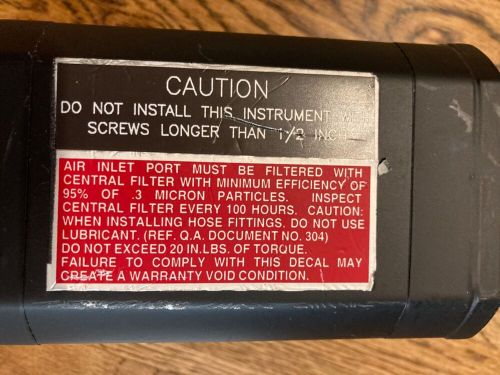 CAUTION
DO NOT INSTALL THIS INSTRUMENT WITH
SCREWS LONGER THAN 1/2 INCH
AIR INLET PORT MUST BE FILTERED WITH
CENTRAL FILTER WITH MINIMUM EFFICIENCY OF
95% OF .3 MICRON PARTICLES. INSPECT
CENTRAL FILTER EVERY 100 HOURS. CAUTION:
WHEN INSTALLING HOSE FITTINGS, DO NOT USE
LUBRICANT. (REF. Q.A. DOCUMENT NO. 304)
DO NOT EXCEED 20 IN.LBS. OF TORQUE.
FAILURE TO COMPLY WITH THIS DECAL MAY
CREATE A WARRANTY VOID CONDITION.